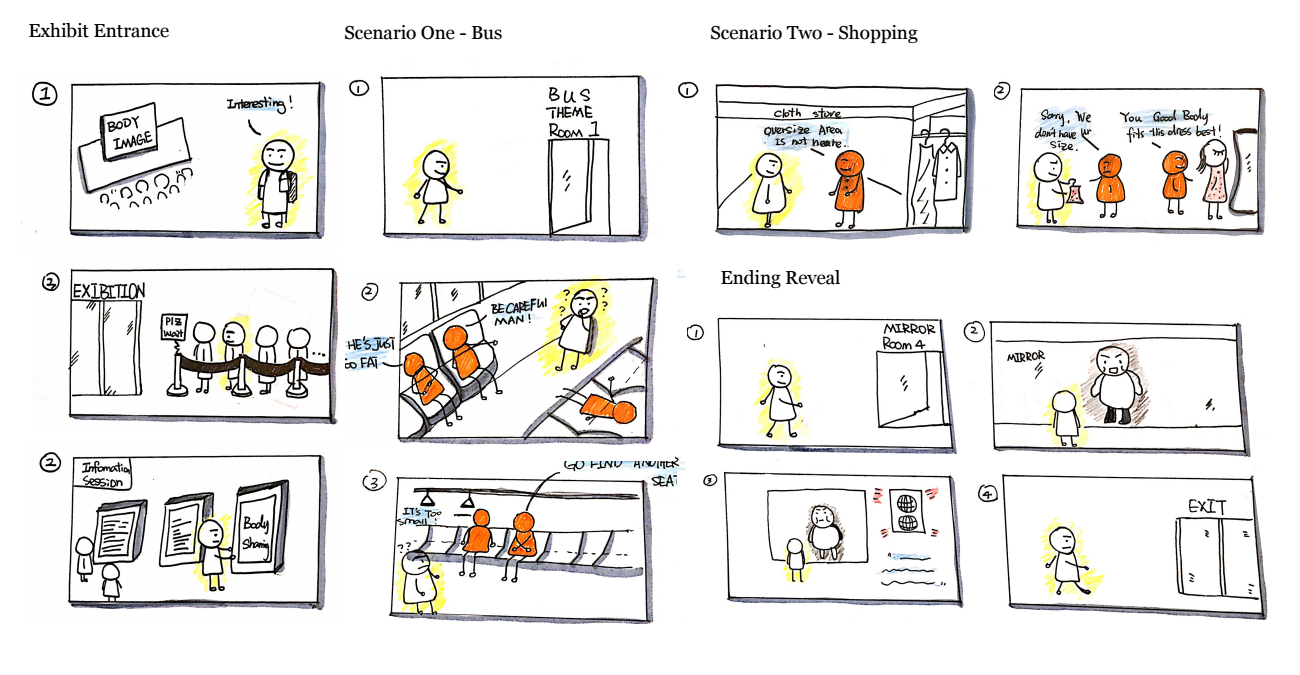 Exhibit Entrance
1
BODY
IMAGE
Interesting!
3
EXIBITION
Plz
wait
2
Infomation
Session
Body
Shaming
Scenario One - Bus
1
BUS
THEME
Room 1
2
HE'S JUST
FAT
BE CAREFUL
MAN!
? ? ? ?
3
GO FIND ANOTHER
SEAT
IT'S TOO
Small!
??
Scenario Two - Shopping
1
cloth store
Oversize Area
Is not heare..
2
Sorry, We
don't have ur
Size.
You Good Body
fits this dress best!
Ending Reveal
1
MIRROR
Room 4
2
MIRROR
3
4
EXIT